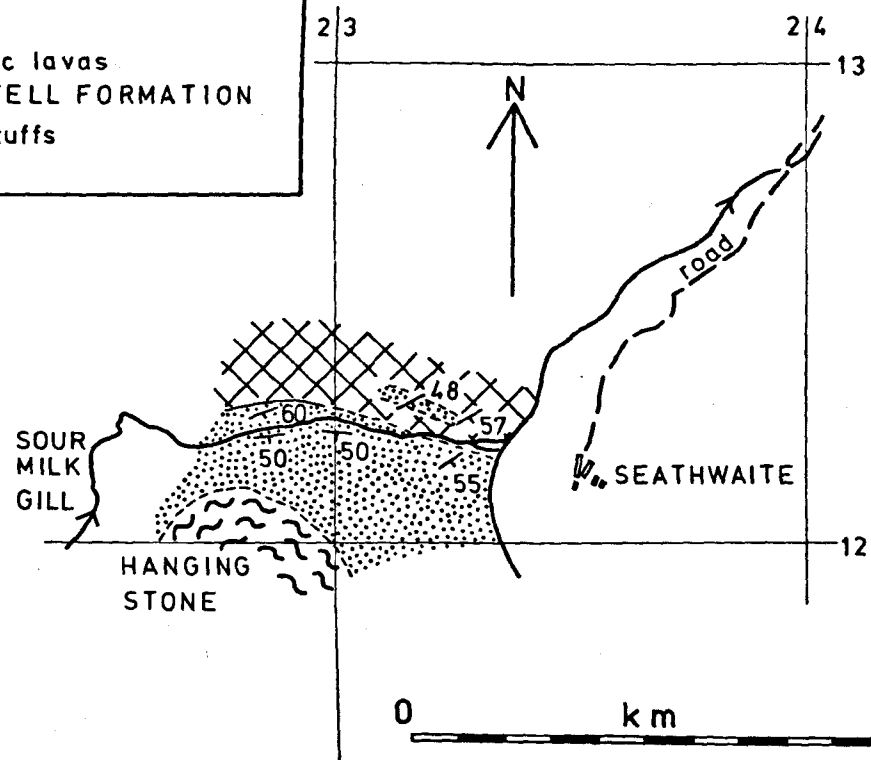 c lavas
FELL FORMATION
tuffs
2 3
2 4
13
N
road
48
60
57
50
50
55
SOUR
MILK
GILL
SEATHWAITE
12
HANGING
STONE
0
km